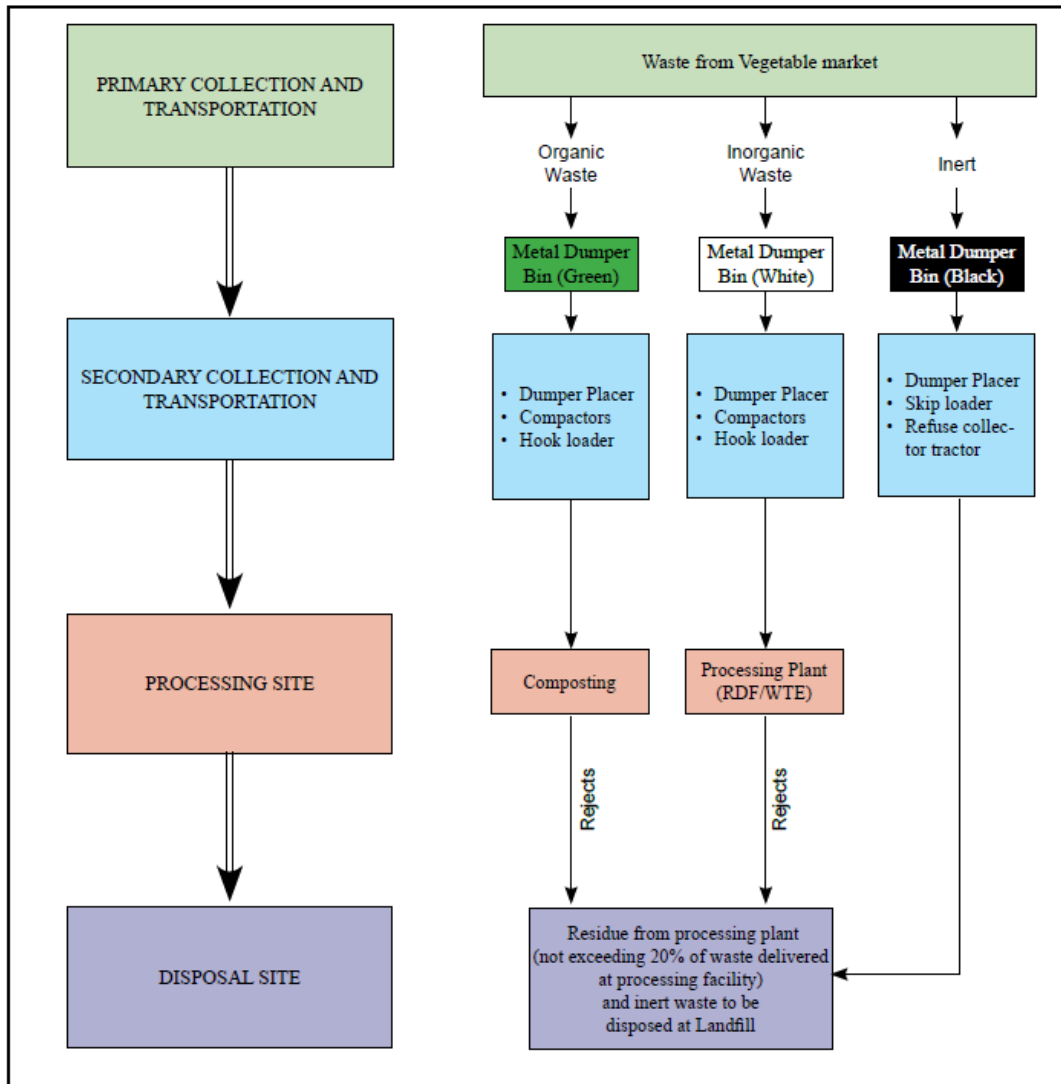 PRIMARY COLLECTION AND
TRANSPORTATION
SECONDARY COLLECTION AND
TRANSPORTATION
PROCESSING SITE
DISPOSAL SITE
Waste from Vegetable market
Organic
Waste
Inorganic
Waste
Inert
Metal Dumper
Bin (Green)
Metal Dumper
Bin (White)
Metal Dumper
Bin (Black)
• Dumper Placer
• Compactors
• Hook loader
• Dumper Placer
• Compactors
• Hook loader
• Dumper Placer
• Skip loader
• Refuse collec-
tor tractor
Composting
Processing Plant
(RDF/WTE)
Rejects
Rejects
Residue from processing plant
(not exceeding 20% of waste delivered
at processing facility)
and inert waste to be
disposed at Landfill